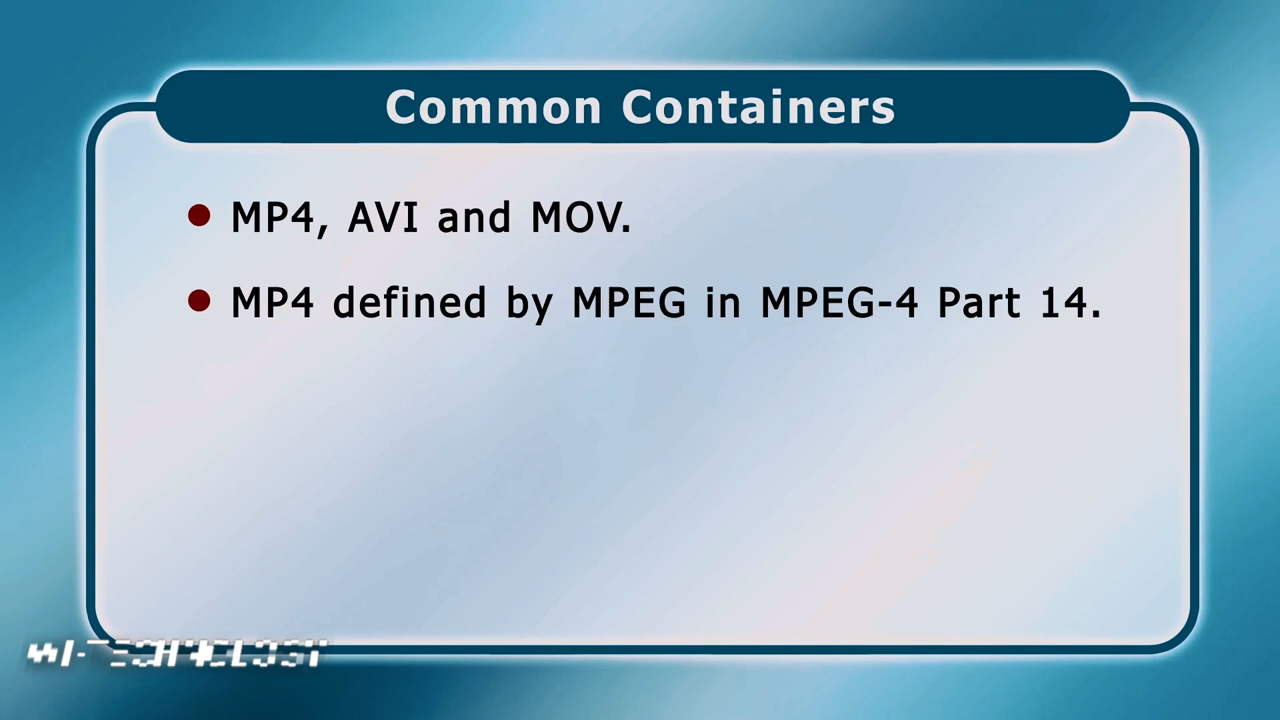 Common Containers
MP4, AVI and MOV.
MP4 defined by MPEG in MPEG-4 Part 14.